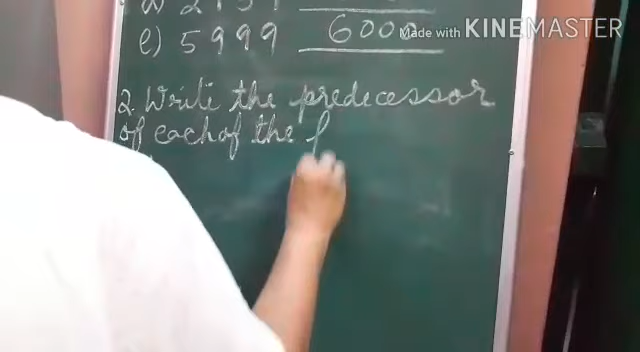 e) 5999 6000
Made with KINEMASTER
2. Write the predecessor
of each of the f